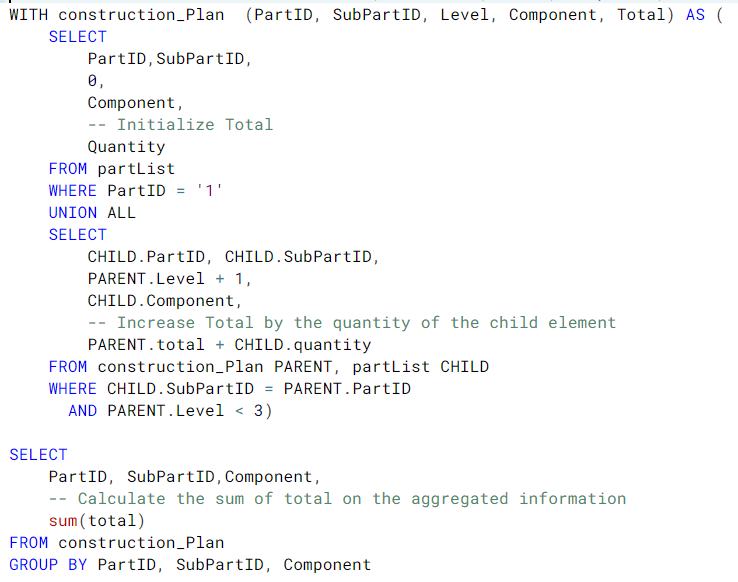 WITH construction_Plan  (PartID, SubPartID, Level, Component, Total) AS (
    SELECT
        PartID,SubPartID,
        0,
        Component,
        -- Initialize Total
        Quantity
    FROM partList
    WHERE PartID = '1'
    UNION ALL
    SELECT
        CHILD.PartID, CHILD.SubPartID,
        PARENT.Level + 1,
        CHILD.Component,
        -- Increase Total by the quantity of the child element
        PARENT.total + CHILD.quantity
    FROM construction_Plan PARENT, partList CHILD
    WHERE CHILD.SubPartID = PARENT.PartID
      AND PARENT.Level < 3)

SELECT
    PartID, SubPartID,Component,
    -- Calculate the sum of total on the aggregated information
    sum(total)
FROM construction_Plan
GROUP BY PartID, SubPartID, Component